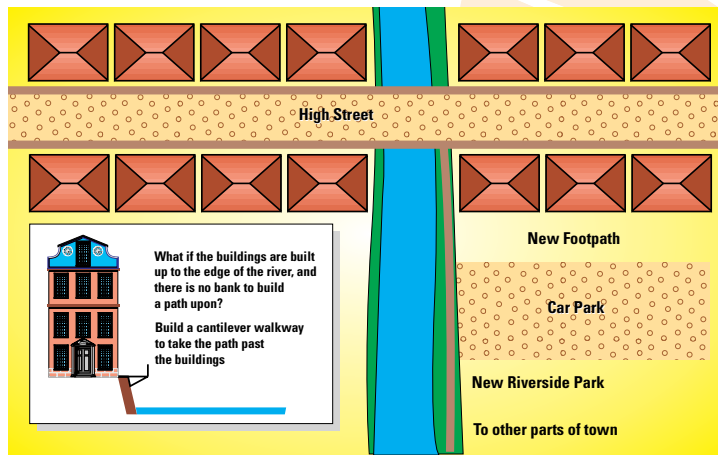 High Street
What if the buildings are built
up to the edge of the river, and
there is no bank to build
a path upon?
Build a cantilever walkway
to take the path past
the buildings
New Footpath
Car Park
New Riverside Park
To other parts of town